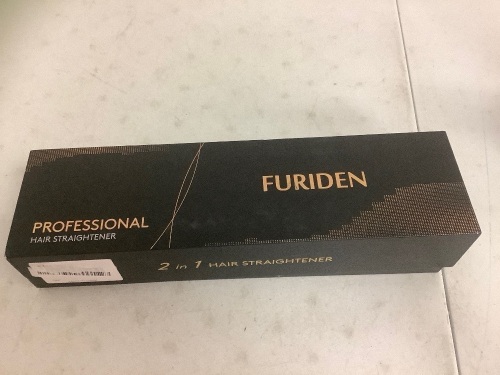 FURIDEN
PROFESSIONAL
HAIR STRAIGHTENER
2 in 1 HAIR STRAIGHTENER